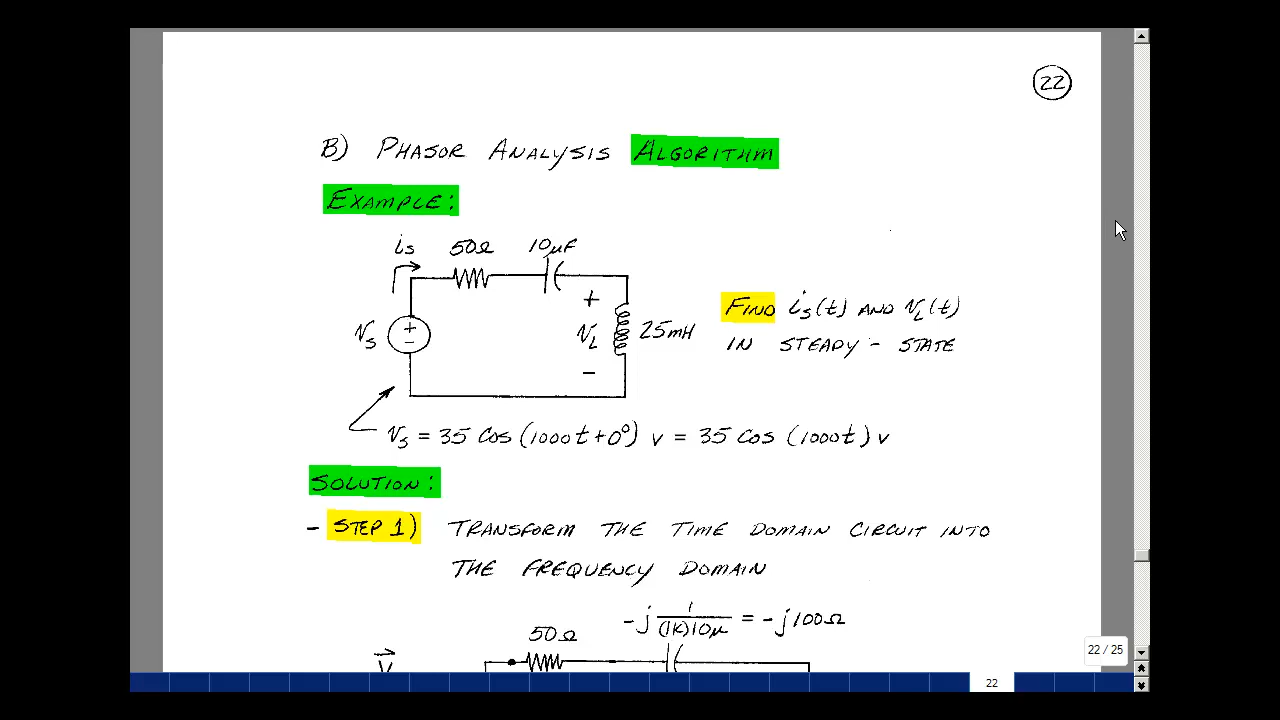 22
B) PHASOR ANALYSIS ALGORITHM
EXAMPLE:
is 50Ω 10μF
+
FIND is(t) AND vL(t)
+
-
vs vL 25mH
IN STEADY-STATE
-
vs = 35 cos(1000t+0°) v = 35 cos (1000t) v
SOLUTION:
- STEP 1) TRANSFORM THE TIME DOMAIN CIRCUIT INTO
THE FREQUENCY DOMAIN
-j 1/(1K)10μ = -j100Ω
50Ω
V
22 / 25
22